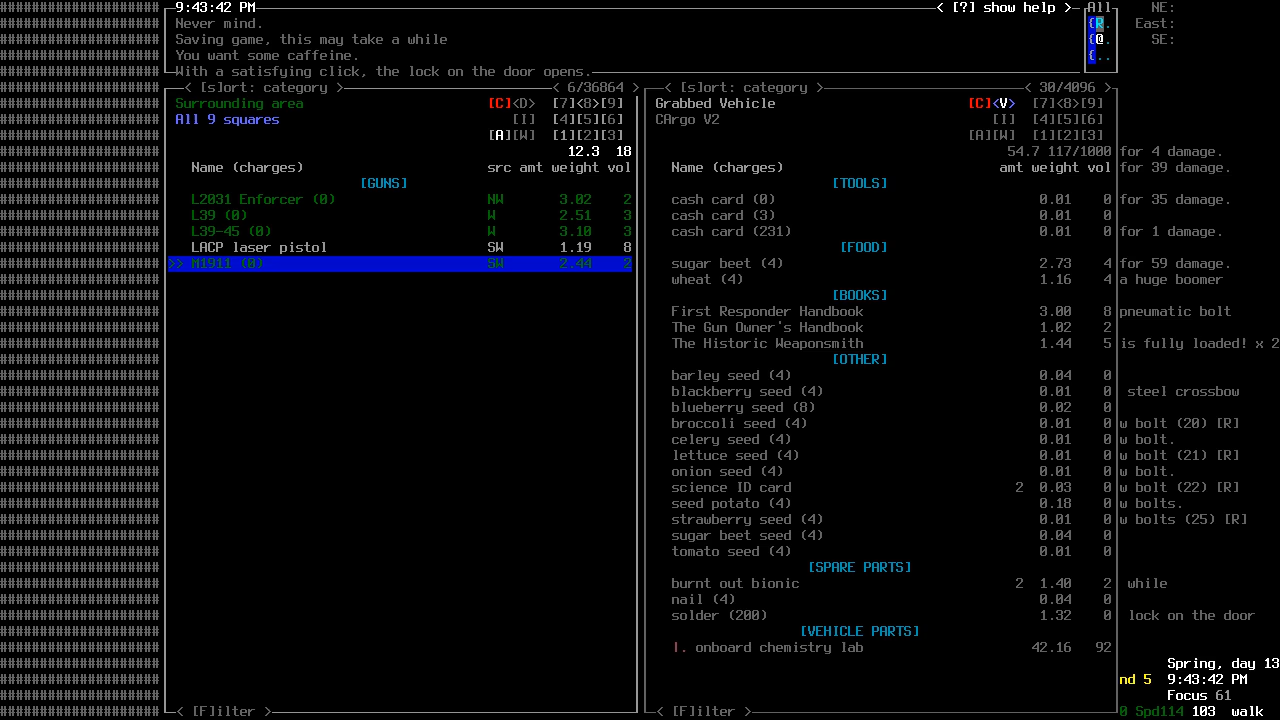 9:43:42 PM < [?] show help > All NE:
Never mind. {R. East:
Saving game, this may take a while {@. SE:
You want some caffeine. {..
With a satisfying click, the lock on the door opens.
< [s]ort: category > < 6/36864 > < [s]ort: category > < 30/4096 >
Surrounding area [C]<D> [7]<8>[9] Grabbed Vehicle [C]<V> [7]<8>[9]
All 9 squares [I] [4][5][6] CArgo V2 [I] [4][5][6]
[A][W] [1][2][3] [A][W] [1][2][3]
12.3 18 54.7 117/1000 for 4 damage.
Name (charges) src amt weight vol Name (charges) amt weight vol for 39 damage.
[GUNS] [TOOLS]
L2031 Enforcer (0) NW 3.02 2 cash card (0) 0.01 0 for 35 damage.
L39 (0) W 2.51 3 cash card (3) 0.01 0
L39-45 (0) W 3.10 3 cash card (231) 0.01 0 for 1 damage.
LACP laser pistol SW 1.19 8 [FOOD]
>> M1911 (0) SW 2.44 2 sugar beet (4) 2.73 4 for 59 damage.
wheat (4) 1.16 4 a huge boomer
[BOOKS]
First Responder Handbook 3.00 8 pneumatic bolt
The Gun Owner's Handbook 1.02 2
The Historic Weaponsmith 1.44 5 is fully loaded! x 2
[OTHER]
barley seed (4) 0.04 0
blackberry seed (4) 0.01 0 steel crossbow
blueberry seed (8) 0.02 0
broccoli seed (4) 0.01 0 w bolt (20) [R]
celery seed (4) 0.01 0 w bolt.
lettuce seed (4) 0.01 0 w bolt (21) [R]
onion seed (4) 0.01 0 w bolt.
science ID card 2 0.03 0 w bolt (22) [R]
seed potato (4) 0.18 0 w bolts.
strawberry seed (4) 0.01 0 w bolts (25) [R]
sugar beet seed (4) 0.04 0
tomato seed (4) 0.01 0
[SPARE PARTS]
burnt out bionic 2 1.40 2 while
nail (4) 0.04 0
solder (200) 1.32 0 lock on the door
[VEHICLE PARTS]
|. onboard chemistry lab 42.16 92
Spring, day 13
nd 5 9:43:42 PM
Focus 61
< [F]ilter > < [F]ilter > 0 Spd114 103 walk